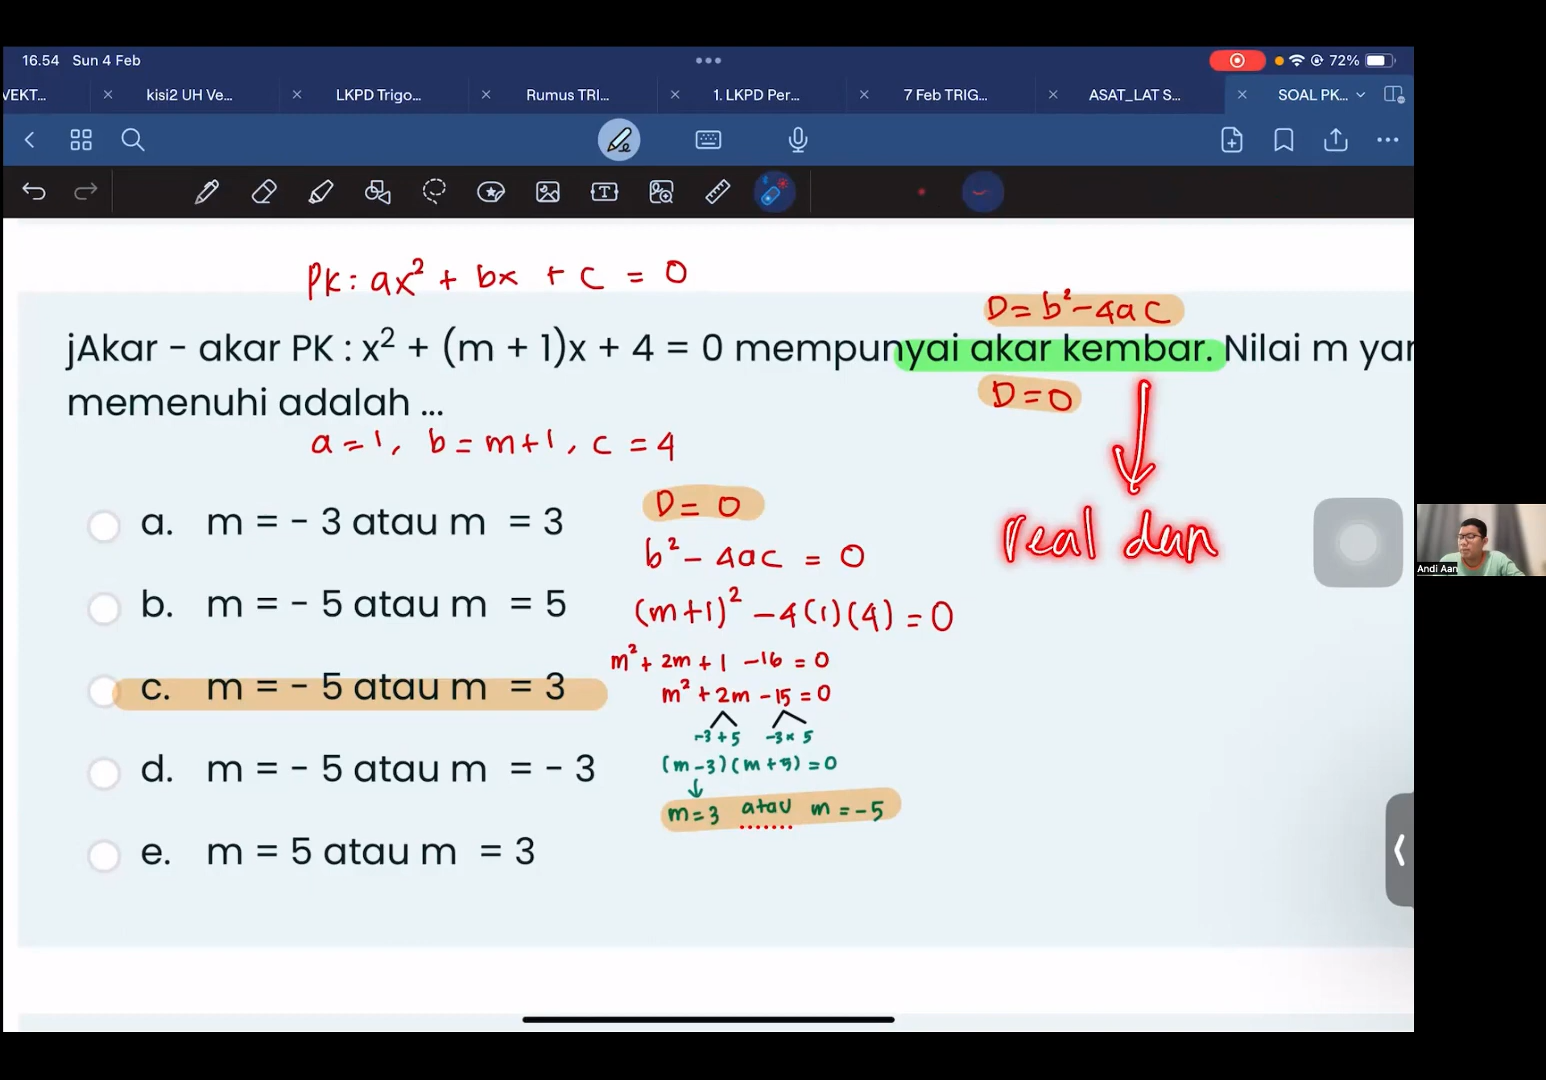 16.54 Sun 4 Feb
72%
VEKT...
kisi2 UH Ve...
LKPD Trigo...
Rumus TRI...
1. LKPD Per...
7 Feb TRIG...
ASAT_LAT S...
SOAL PK...
PK: ax² + bx + c = 0
D = b² - 4ac
jAkar - akar PK : x² + (m + 1)x + 4 = 0 mempunyai akar kembar. Nilai m yar
memenuhi adalah ...
D = 0
a = 1, b = m+1, c = 4
a. m = - 3 atau m = 3
b. m = - 5 atau m = 5
c. m = - 5 atau m = 3
d. m = - 5 atau m = - 3
e. m = 5 atau m = 3
D = 0
b² - 4ac = 0
(m+1)² - 4(1)(4) = 0
m² + 2m + 1 - 16 = 0
m² + 2m - 15 = 0
-3 + 5 -3 × 5
(m - 3)(m + 5) = 0
m = 3 atau m = -5
real dan
Andi Aan